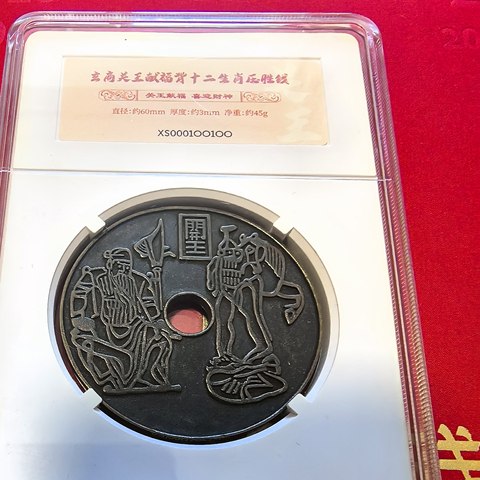 关王献福背十二生肖压胜钱
关王献福 喜迎财神
直径:约60mm 厚度:约3mm 净重:约45g
XS000100100
王
20